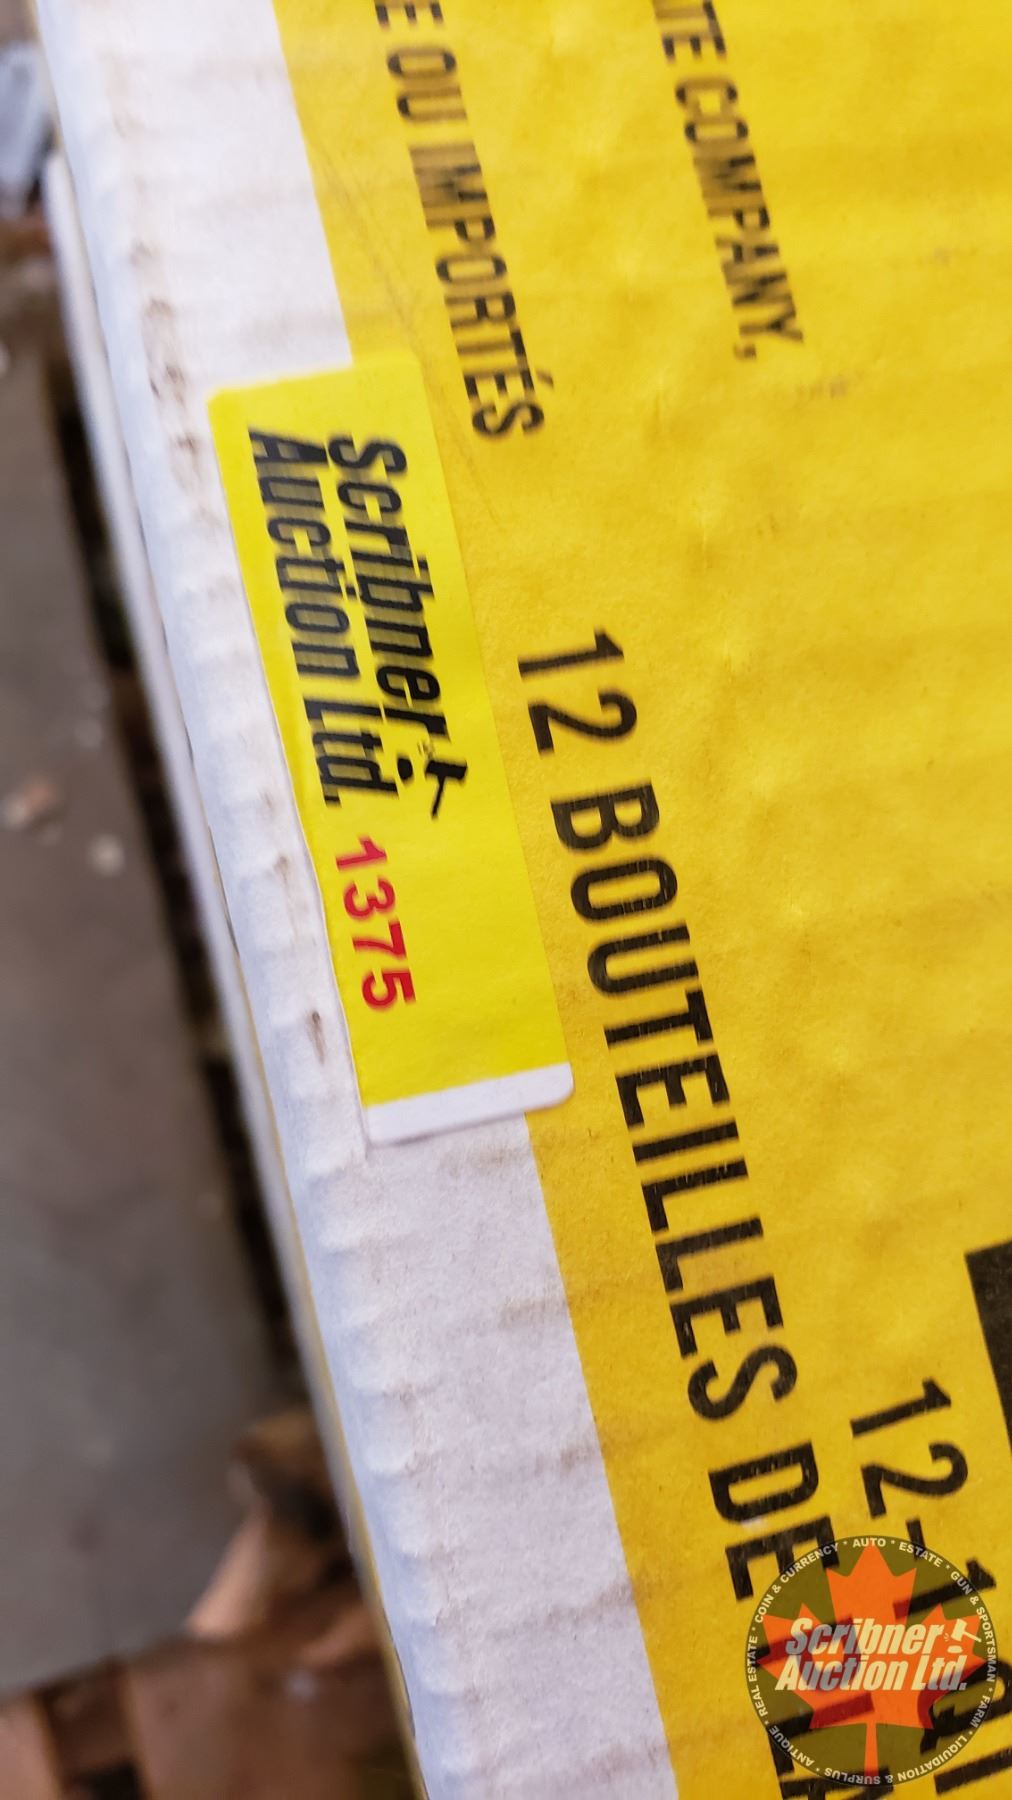 TE COMPANY,
E OU IMPORTÉS
Scribner
Auction Ltd. 1375
12 BOUTEILLES DE
12-1
Scribner
Auction Ltd.
ANTIQUE * REAL ESTATE * COIN & CURRENCY * AUTO * ESTATE * GUN & SPORTSMAN * FARM * LIQUIDATION & SURPLUS *